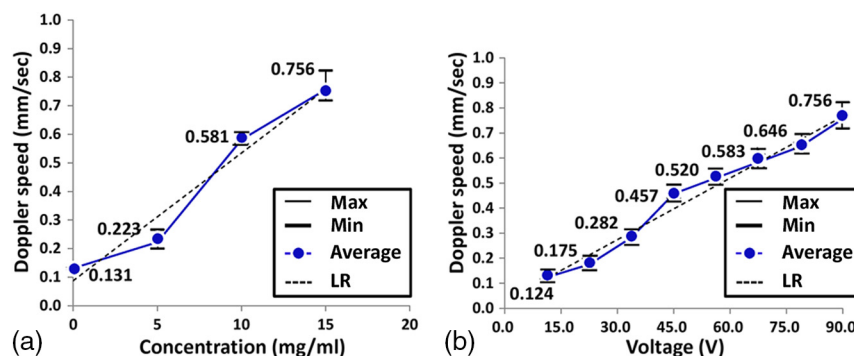 Doppler speed (mm/sec)
1.0
0.9
0.8
0.7
0.6
0.5
0.4
0.3
0.2
0.1
0.0
0.756
0.581
0.223
0.131
Max
Min
Average
LR
0 5 10 15 20
(a) Concentration (mg/ml)
Doppler speed (mm/sec)
1.0
0.9
0.8
0.7
0.6
0.5
0.4
0.3
0.2
0.1
0.0
0.756
0.646
0.583
0.520
0.457
0.282
0.175
0.124
Max
Min
Average
LR
0.0 15.0 30.0 45.0 60.0 75.0 90.0
(b) Voltage (V)